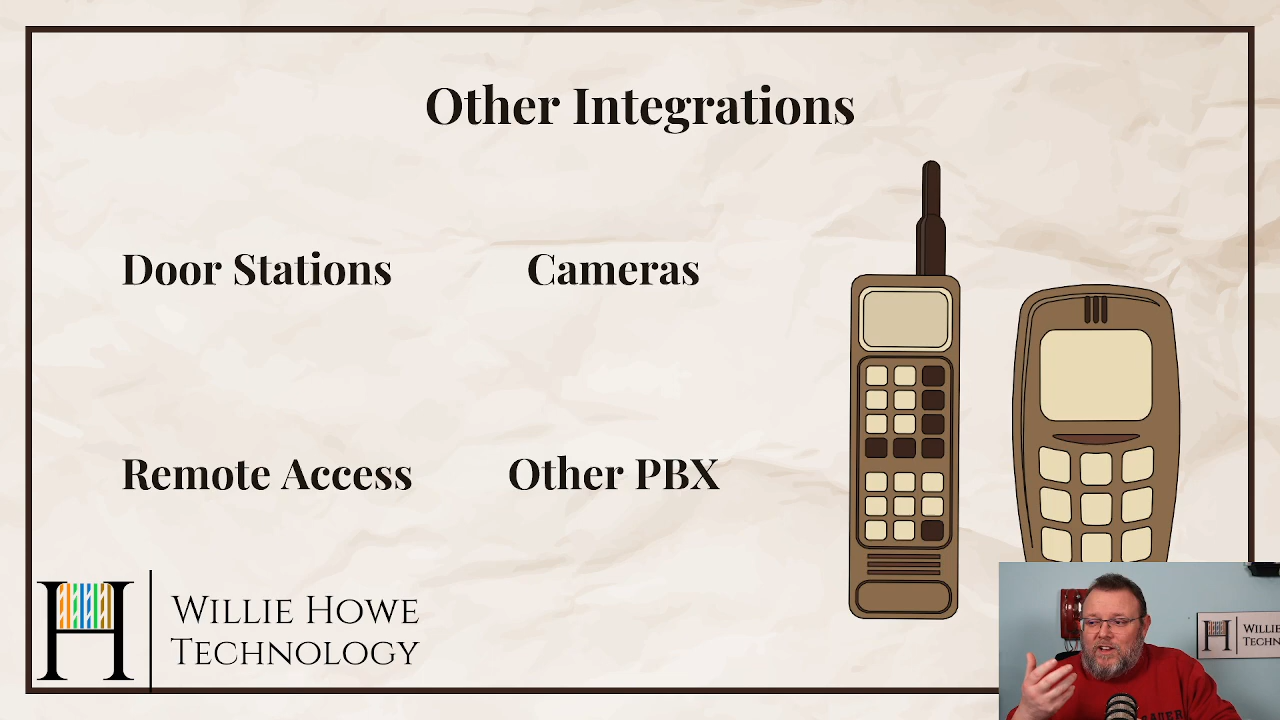 Other Integrations
Door Stations
Cameras
Remote Access
Other PBX
Willie Howe
Technology